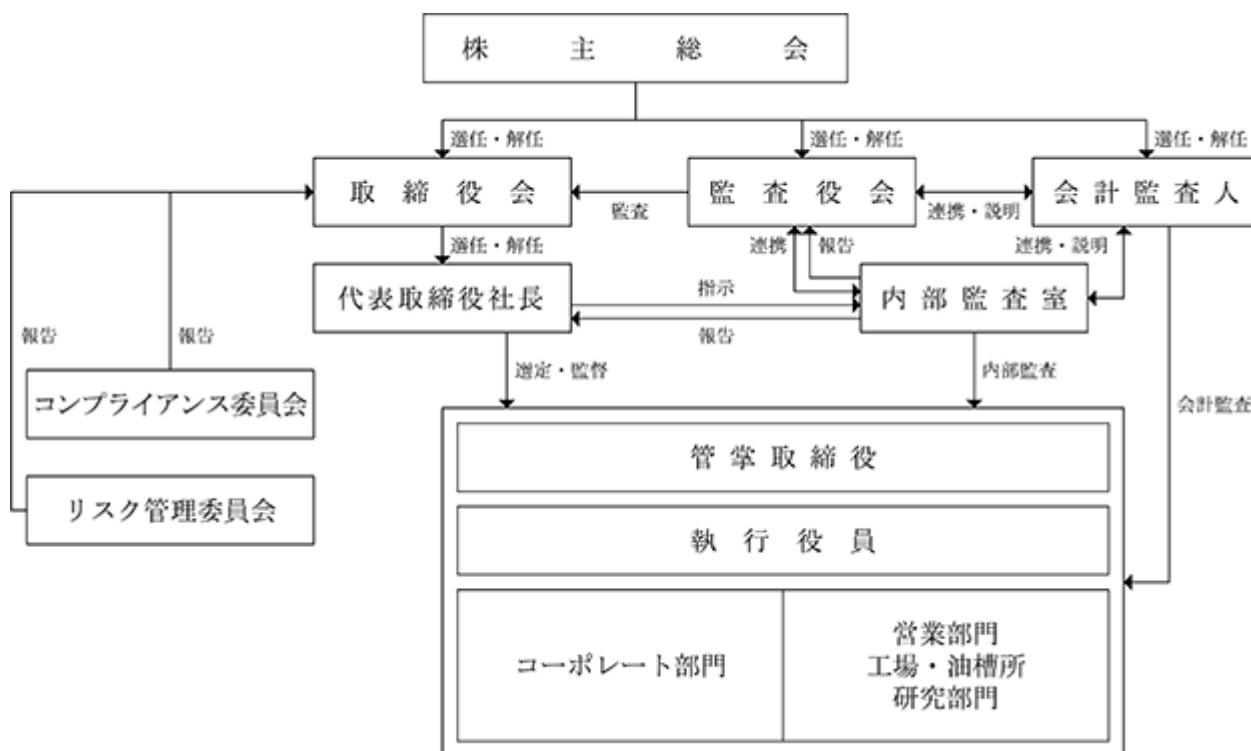 株主総会
選任・解任
選任・解任
選任・解任
取締役会
監査
監査役会
連携・説明
会計監査人
選任・解任
連携
報告
連携・説明
代表取締役社長
指示
報告
内部監査室
報告
報告
選定・監督
内部監査
会計監査
コンプライアンス委員会
リスク管理委員会
管掌取締役
執行役員
コーポレート部門
営業部門
工場・油槽所
研究部門